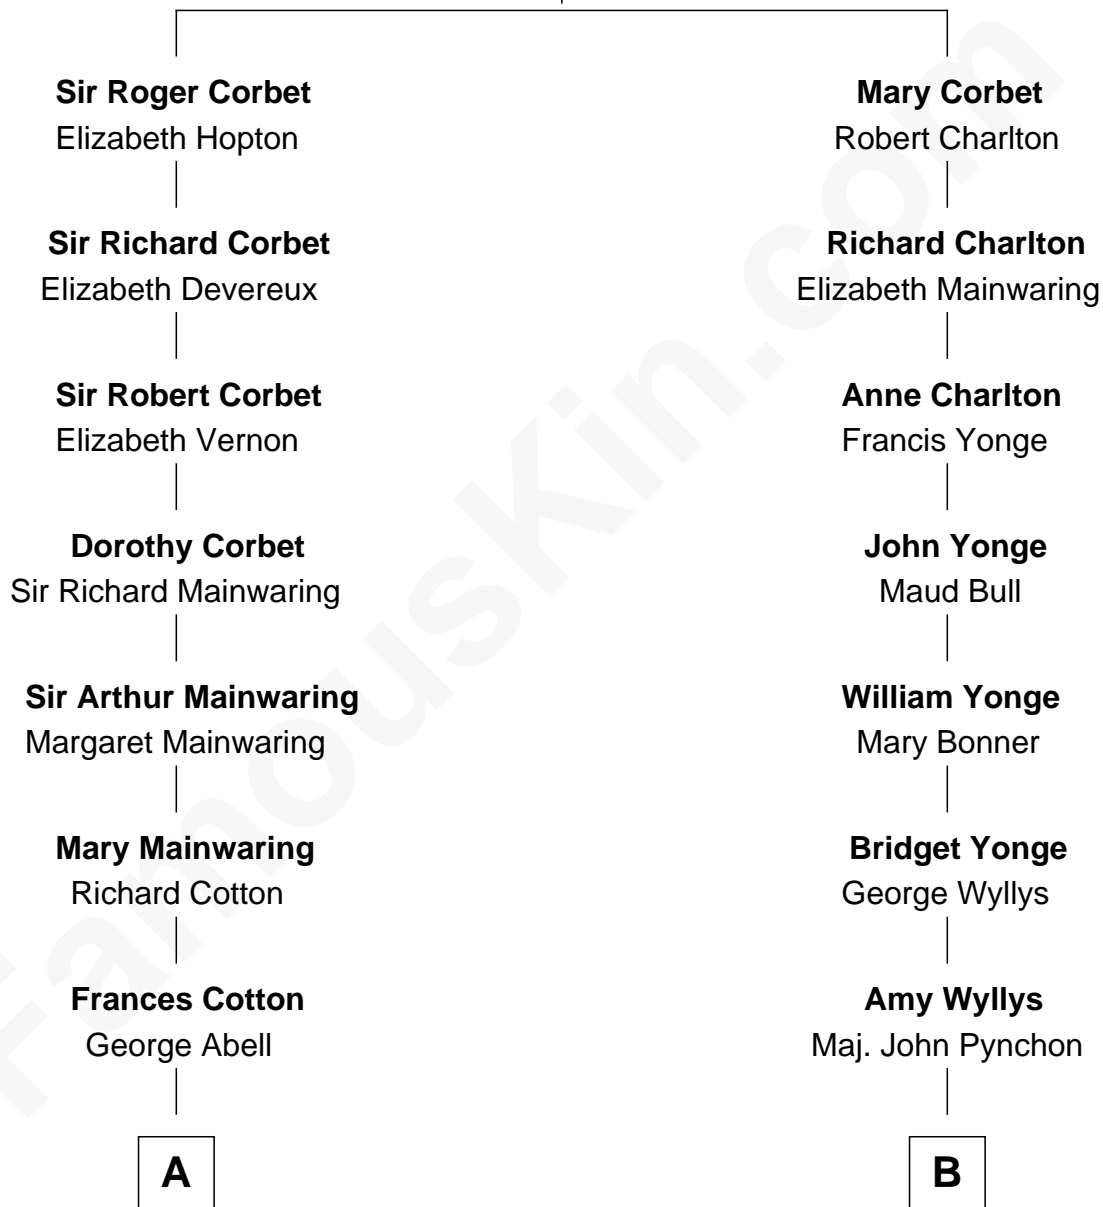 Sir Roger Corbet
Elizabeth Hopton
Sir Richard Corbet
Elizabeth Devereux
Sir Robert Corbet
Elizabeth Vernon
Dorothy Corbet
Sir Richard Mainwaring
Sir Arthur Mainwaring
Margaret Mainwaring
Mary Mainwaring
Richard Cotton
Frances Cotton
George Abell
A
Mary Corbet
Robert Charlton
Richard Charlton
Elizabeth Mainwaring
Anne Charlton
Francis Yonge
John Yonge
Maud Bull
William Yonge
Mary Bonner
Bridget Yonge
George Wyllys
Amy Wyllys
Maj. John Pynchon
B
FamousKin.com